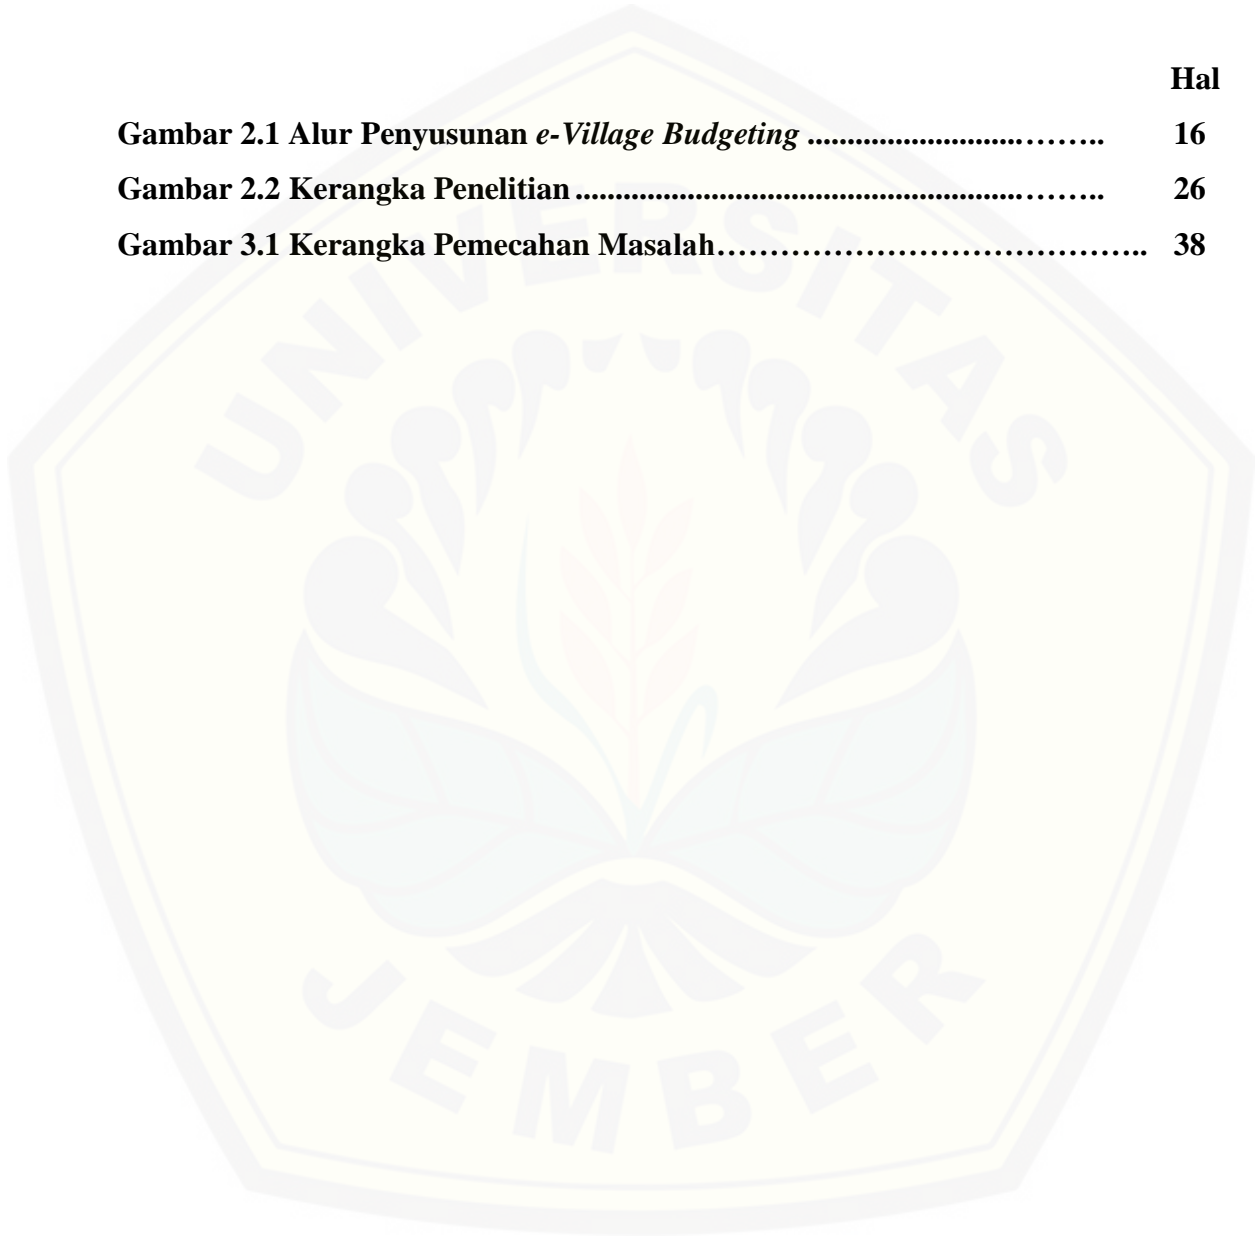 Hal
Gambar 2.1 Alur Penyusunan e-Village Budgeting ...........................…….. 16
Gambar 2.2 Kerangka Penelitian ........................................................…….. 26
Gambar 3.1 Kerangka Pemecahan Masalah………………………………….. 38
UNIVERSITAS
JEMBER